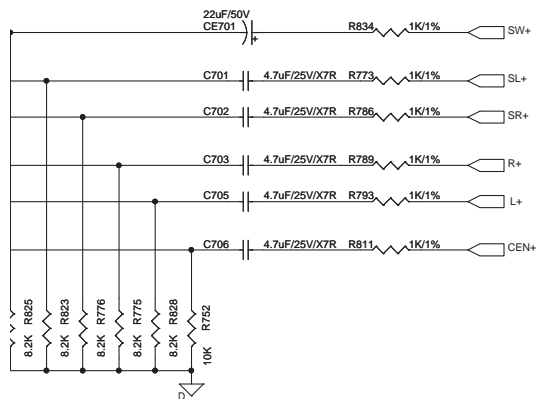 22uF/50V
CE701 + R834 1K/1% SW+
C701 4.7uF/25V/X7R R773 1K/1% SL+
C702 4.7uF/25V/X7R R786 1K/1% SR+
C703 4.7uF/25V/X7R R789 1K/1% R+
C705 4.7uF/25V/X7R R793 1K/1% L+
C706 4.7uF/25V/X7R R811 1K/1% CEN+
8.2K R825
8.2K R823
8.2K R776
8.2K R775
8.2K R828
10K R752
D